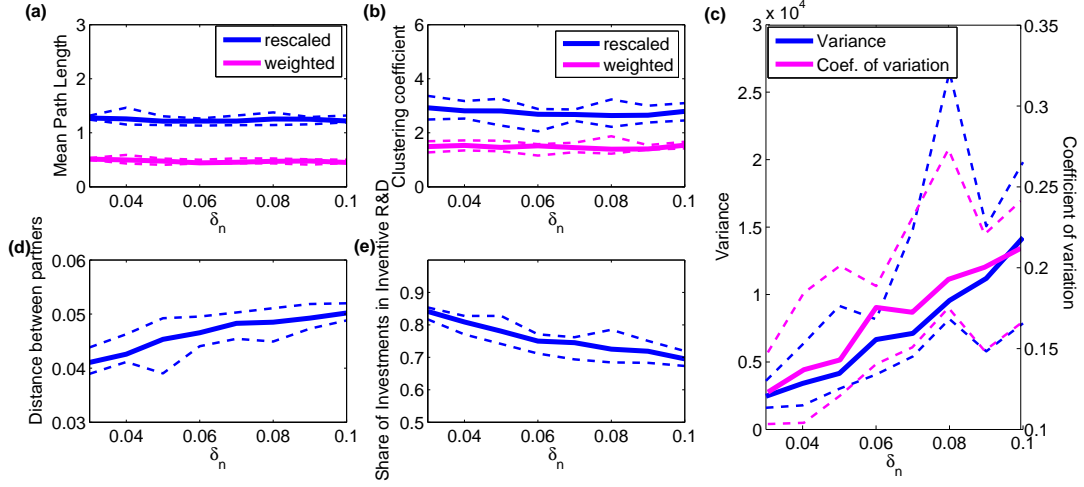 (a)
Mean Path Length
3
2
1
0
rescaled
weighted
0.04
0.06
0.08
0.1
δ_n
(b)
Clustering coefficient
6
4
2
0
rescaled
weighted
0.04
0.06
0.08
0.1
δ_n
(c)
3 x 10^4
Variance
Coef. of variation
Variance
2.5
2
1.5
1
0.5
0
0.04
0.06
0.08
0.1
δ_n
0.35
0.3
0.25
0.2
0.15
0.1
Coefficient of variation
(d)
Distance between partners
0.06
0.05
0.04
0.03
0.04
0.06
0.08
0.1
δ_n
(e)
Share of Investments in Inventive R&D
0.9
0.8
0.7
0.6
0.5
0.04
0.06
0.08
0.1
δ_n